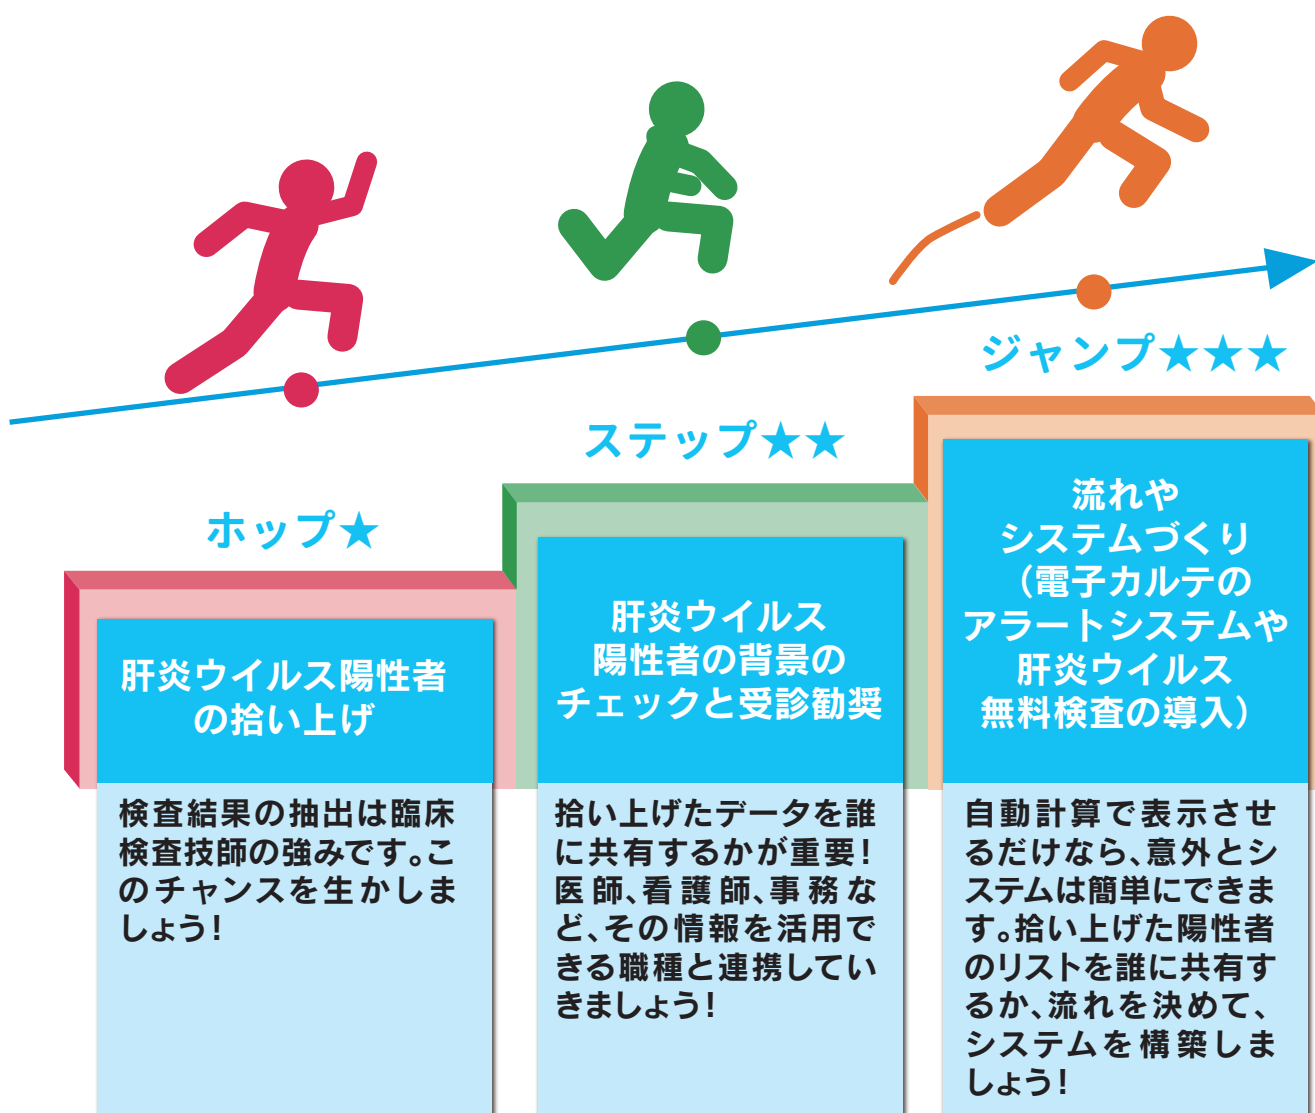 ホップ★
肝炎ウイルス陽性者
の拾い上げ
検査結果の抽出は臨床
検査技師の強みです。こ
のチャンスを生かしま
しょう！
ステップ★★
肝炎ウイルス
陽性者の背景の
チェックと受診勧奨
拾い上げたデータを誰
に共有するかが重要！
医師、看護師、事務な
ど、その情報を活用で
きる職種と連携してい
きましょう！
ジャンプ★★★
流れや
システムづくり
（電子カルテの
アラートシステムや
肝炎ウイルス
無料検査の導入）
自動計算で表示させ
るだけなら、意外とシ
ステムは簡単にできま
す。拾い上げた陽性者
のリストを誰に共有す
るか、流れを決めて、
システムを構築しま
しょう！